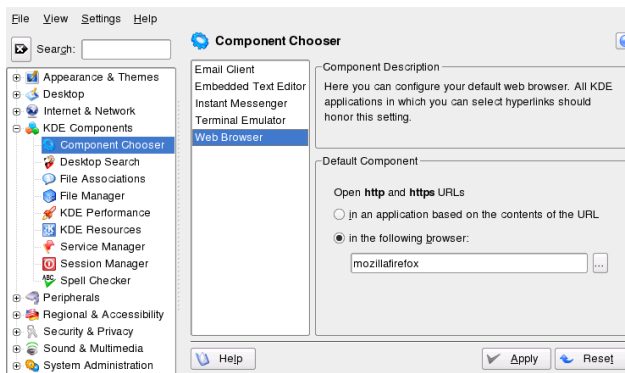 File View Settings Help
Search:
Appearance & Themes
Desktop
Internet & Network
KDE Components
Component Chooser
Desktop Search
File Associations
File Manager
KDE Performance
KDE Resources
Service Manager
Session Manager
Spell Checker
Peripherals
Regional & Accessibility
Security & Privacy
Sound & Multimedia
System Administration
Component Chooser
Email Client
Embedded Text Editor
Instant Messenger
Terminal Emulator
Web Browser
Component Description
Here you can configure your default web browser. All KDE
applications in which you can select hyperlinks should
honor this setting.
Default Component
Open http and https URLs
in an application based on the contents of the URL
in the following browser:
mozillafirefox
...
Help
Apply
Reset